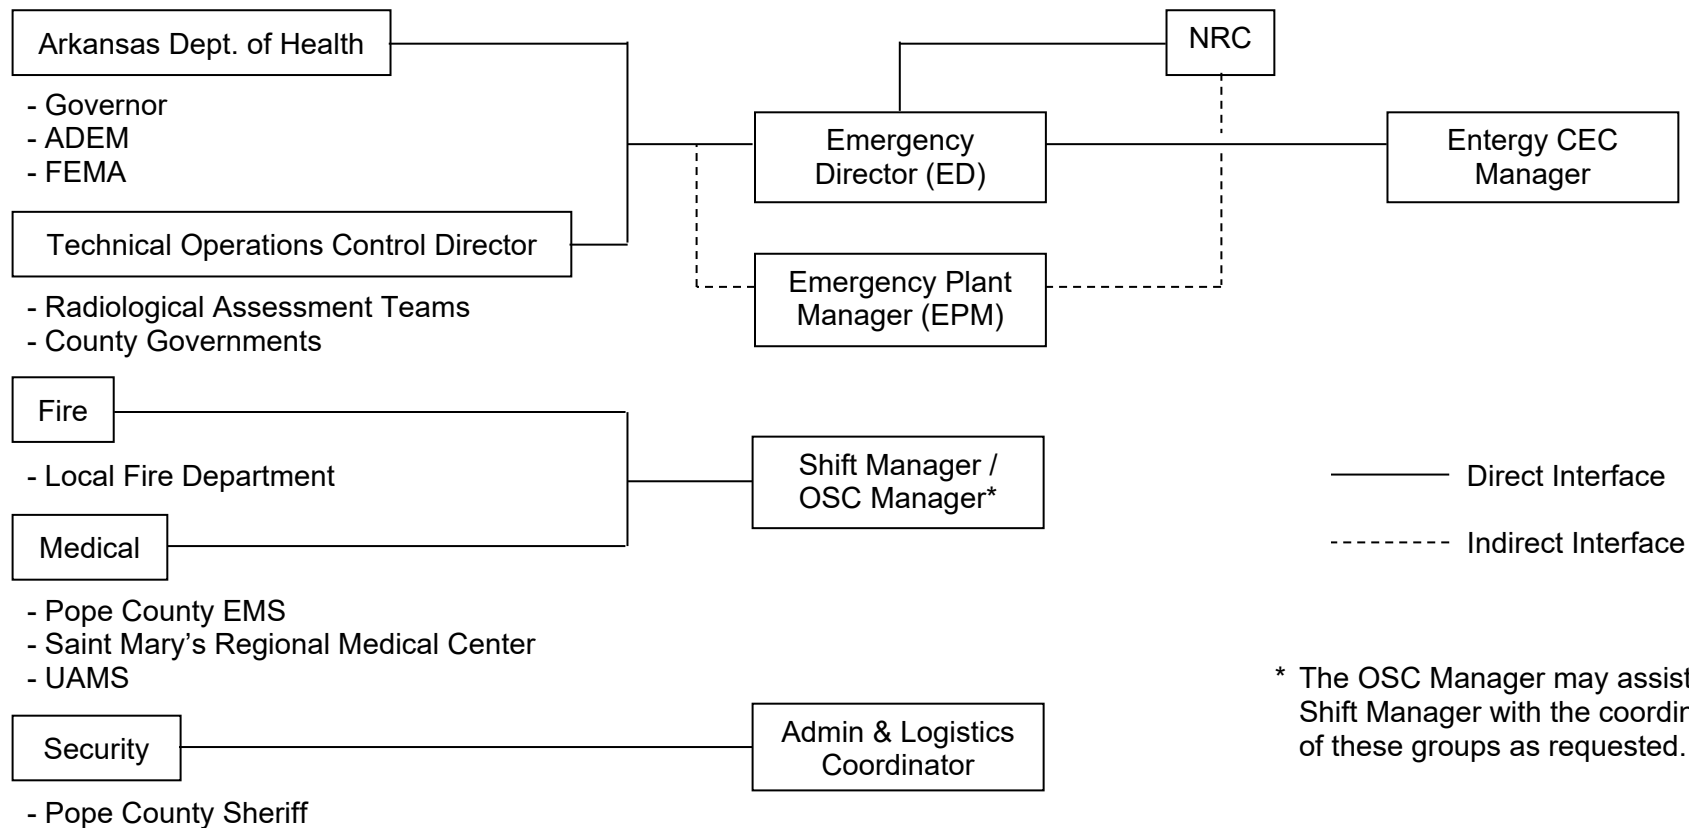 Arkansas Dept. of Health
- Governor
- ADEM
- FEMA
Technical Operations Control Director
- Radiological Assessment Teams
- County Governments
Fire
- Local Fire Department
Medical
- Pope County EMS
- Saint Mary’s Regional Medical Center
- UAMS
Security
- Pope County Sheriff
NRC
Emergency
Director (ED)
Entergy CEC
Manager
Emergency Plant
Manager (EPM)
Shift Manager /
OSC Manager*
Admin & Logistics
Coordinator
Direct Interface
Indirect Interface
* The OSC Manager may assist
Shift Manager with the
of these groups as requested.